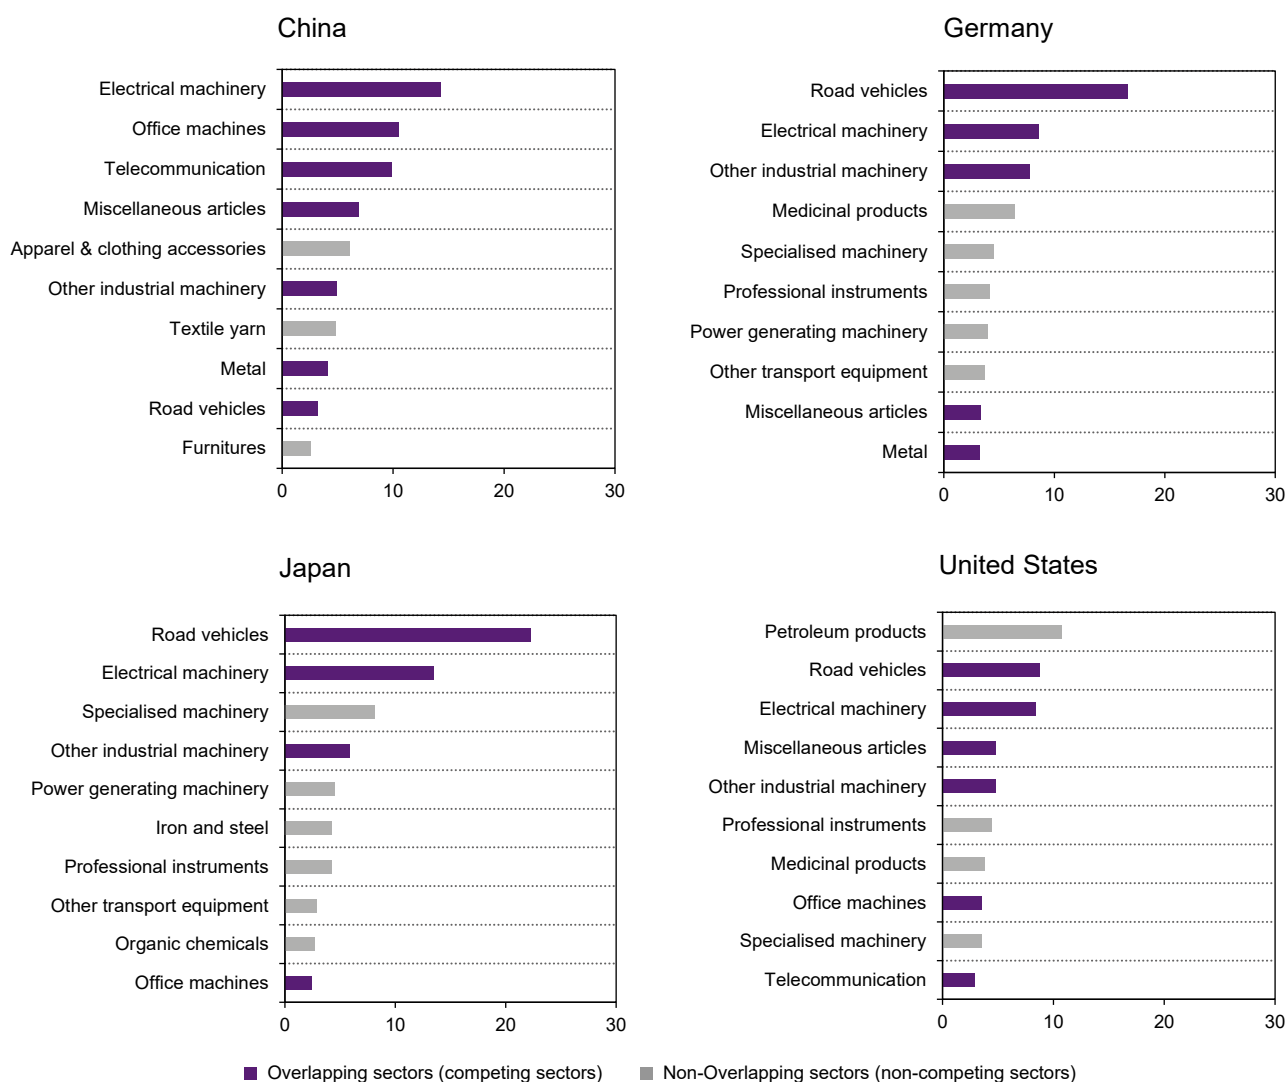 China
Electrical machinery
Office machines
Telecommunication
Miscellaneous articles
Apparel & clothing accessories
Other industrial machinery
Textile yarn
Metal
Road vehicles
Furnitures
0 10 20 30
Germany
Road vehicles
Electrical machinery
Other industrial machinery
Medicinal products
Specialised machinery
Professional instruments
Power generating machinery
Other transport equipment
Miscellaneous articles
Metal
0 10 20 30
Japan
Road vehicles
Electrical machinery
Specialised machinery
Other industrial machinery
Power generating machinery
Iron and steel
Professional instruments
Other transport equipment
Organic chemicals
Office machines
0 10 20 30
United States
Petroleum products
Road vehicles
Electrical machinery
Miscellaneous articles
Other industrial machinery
Professional instruments
Medicinal products
Office machines
Specialised machinery
Telecommunication
0 10 20 30
Overlapping sectors (competing sectors) Non-Overlapping sectors (non-competing sectors)